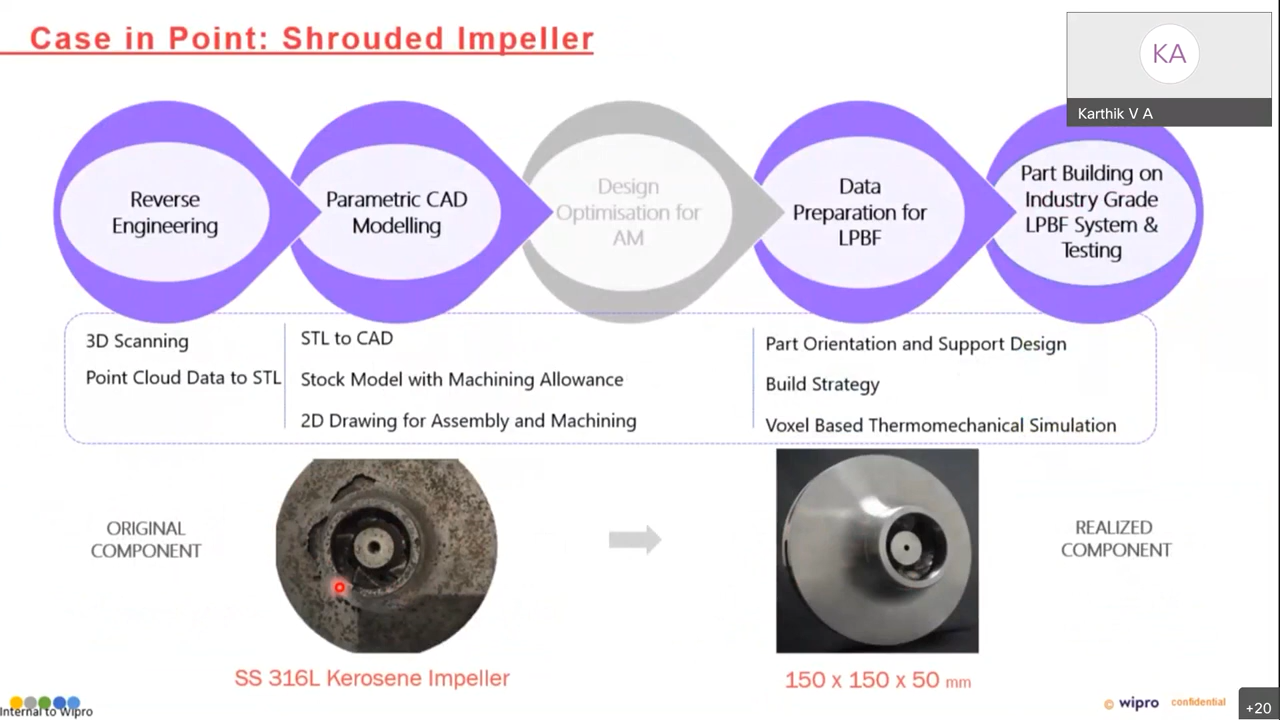 Case in Point: Shrouded Impeller
KA
Karthik V A
Reverse
Engineering
Parametric CAD
Modelling
Design
Optimisation for
AM
Data
Preparation for
LPBF
Part Building on
Industry Grade
LPBF System &
Testing
3D Scanning
Point Cloud Data to STL
STL to CAD
Stock Model with Machining Allowance
2D Drawing for Assembly and Machining
Part Orientation and Support Design
Build Strategy
Voxel Based Thermomechanical Simulation
ORIGINAL
COMPONENT
REALIZED
COMPONENT
SS 316L Kerosene Impeller
150 x 150 x 50 mm
Internal to Wipro
© wipro confidential
+20